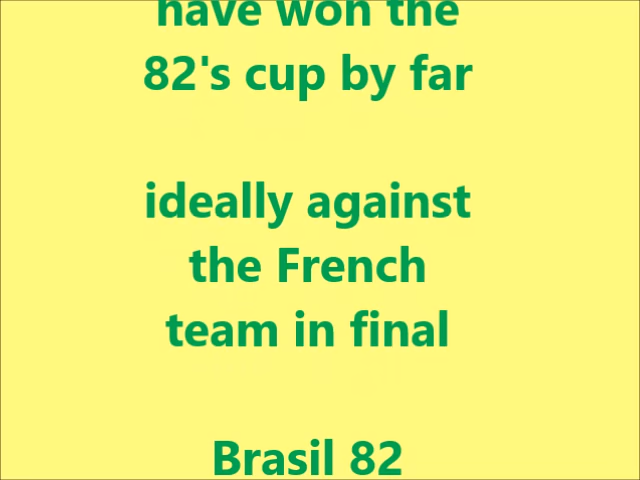 have won the
82's cup by far
ideally against
the French
team in final
Brasil 82